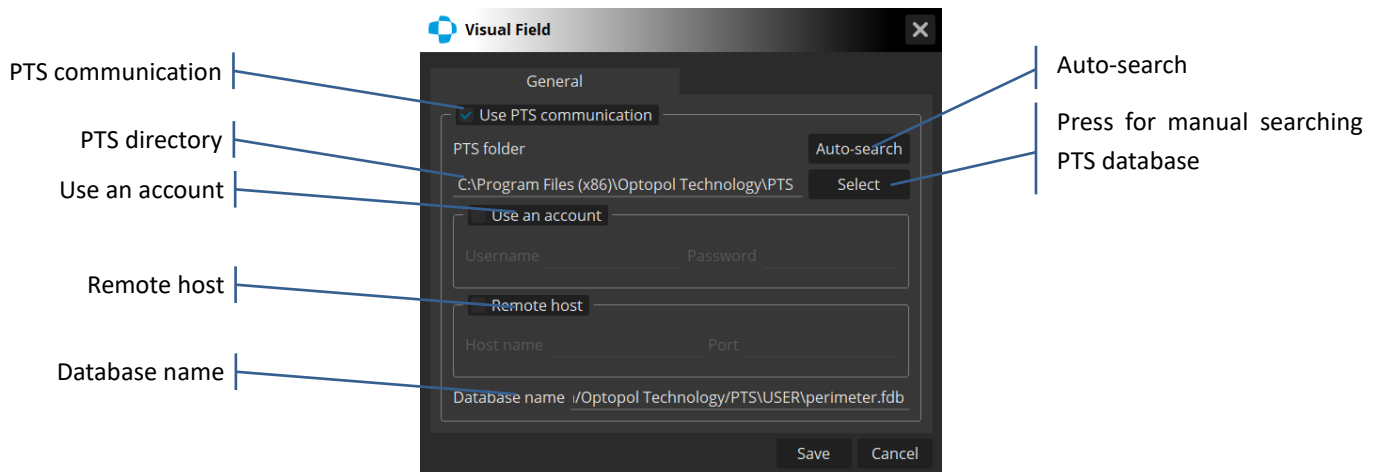 Visual Field
General
PTS communication
Use PTS communication
Auto-search
PTS folder
Auto-search
PTS directory
C:\Program Files (x86)\Optopol Technology\PTS
Select
Press for manual searching
PTS database
Use an account
Use an account
Username
Password
Remote host
Remote host
Host name
Port
Database name
Database name
/Optopol Technology/PTS\USER\perimeter.fdb
Save
Cancel